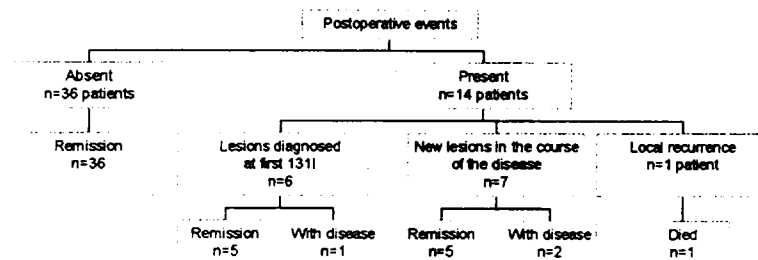 Postoperative events
Absent
n=36 patients
Present
n=14 patients
Remission
n=36
Lesions diagnosed
at first 131I
n=6
New lesions in the course
of the disease
n=7
Local recurrence
n=1 patient
Remission
n=5
With disease
n=1
Remission
n=5
With disease
n=2
Died
n=1